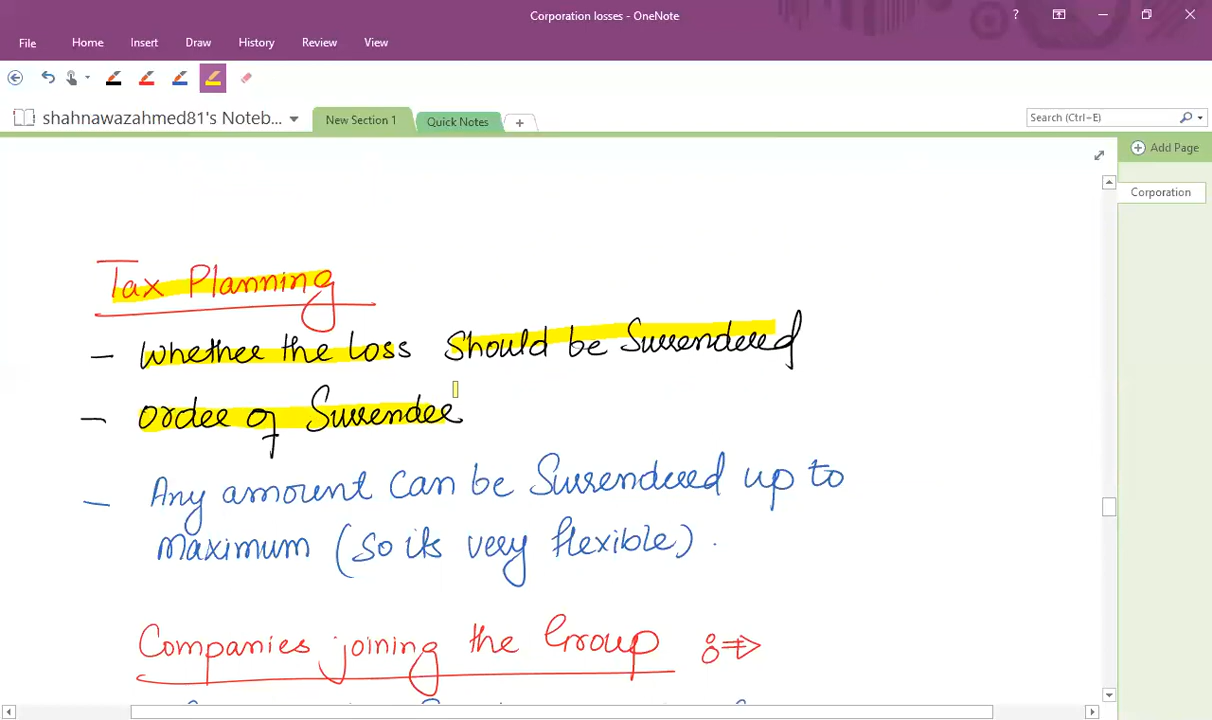 Corporation losses - OneNote
?
File Home Insert Draw History Review View
shahnawazahmed81's Noteb... New Section 1 Quick Notes + Search (Ctrl+E) Add Page
Corporation
Tax Planning
- Whether the loss Should be Surrendered
- Order of Surrender
- Any amount can be Surrendered up to
maximum (so its very flexible).
Companies joining the Group :⇒